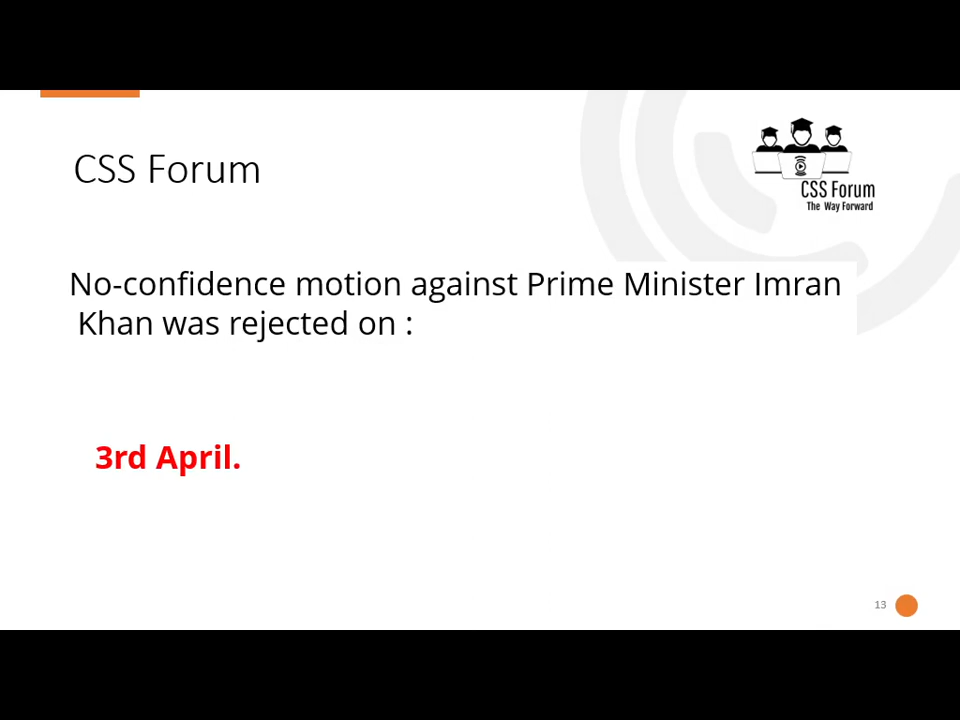 CSS Forum
CSS Forum
The Way Forward
No-confidence motion against Prime Minister Imran
Khan was rejected on :
3rd April.
13